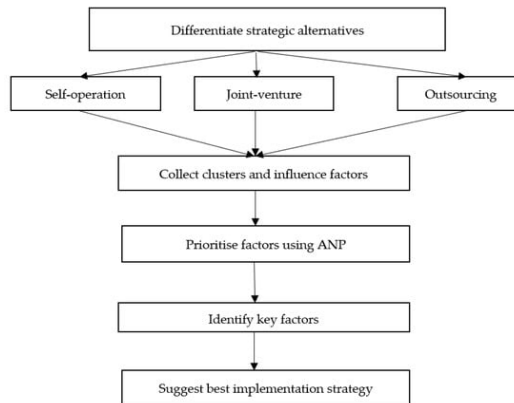 Differentiate strategic alternatives
Self-operation
Joint-venture
Outsourcing
Collect clusters and influence factors
Prioritise factors using ANP
Identify key factors
Suggest best implementation strategy